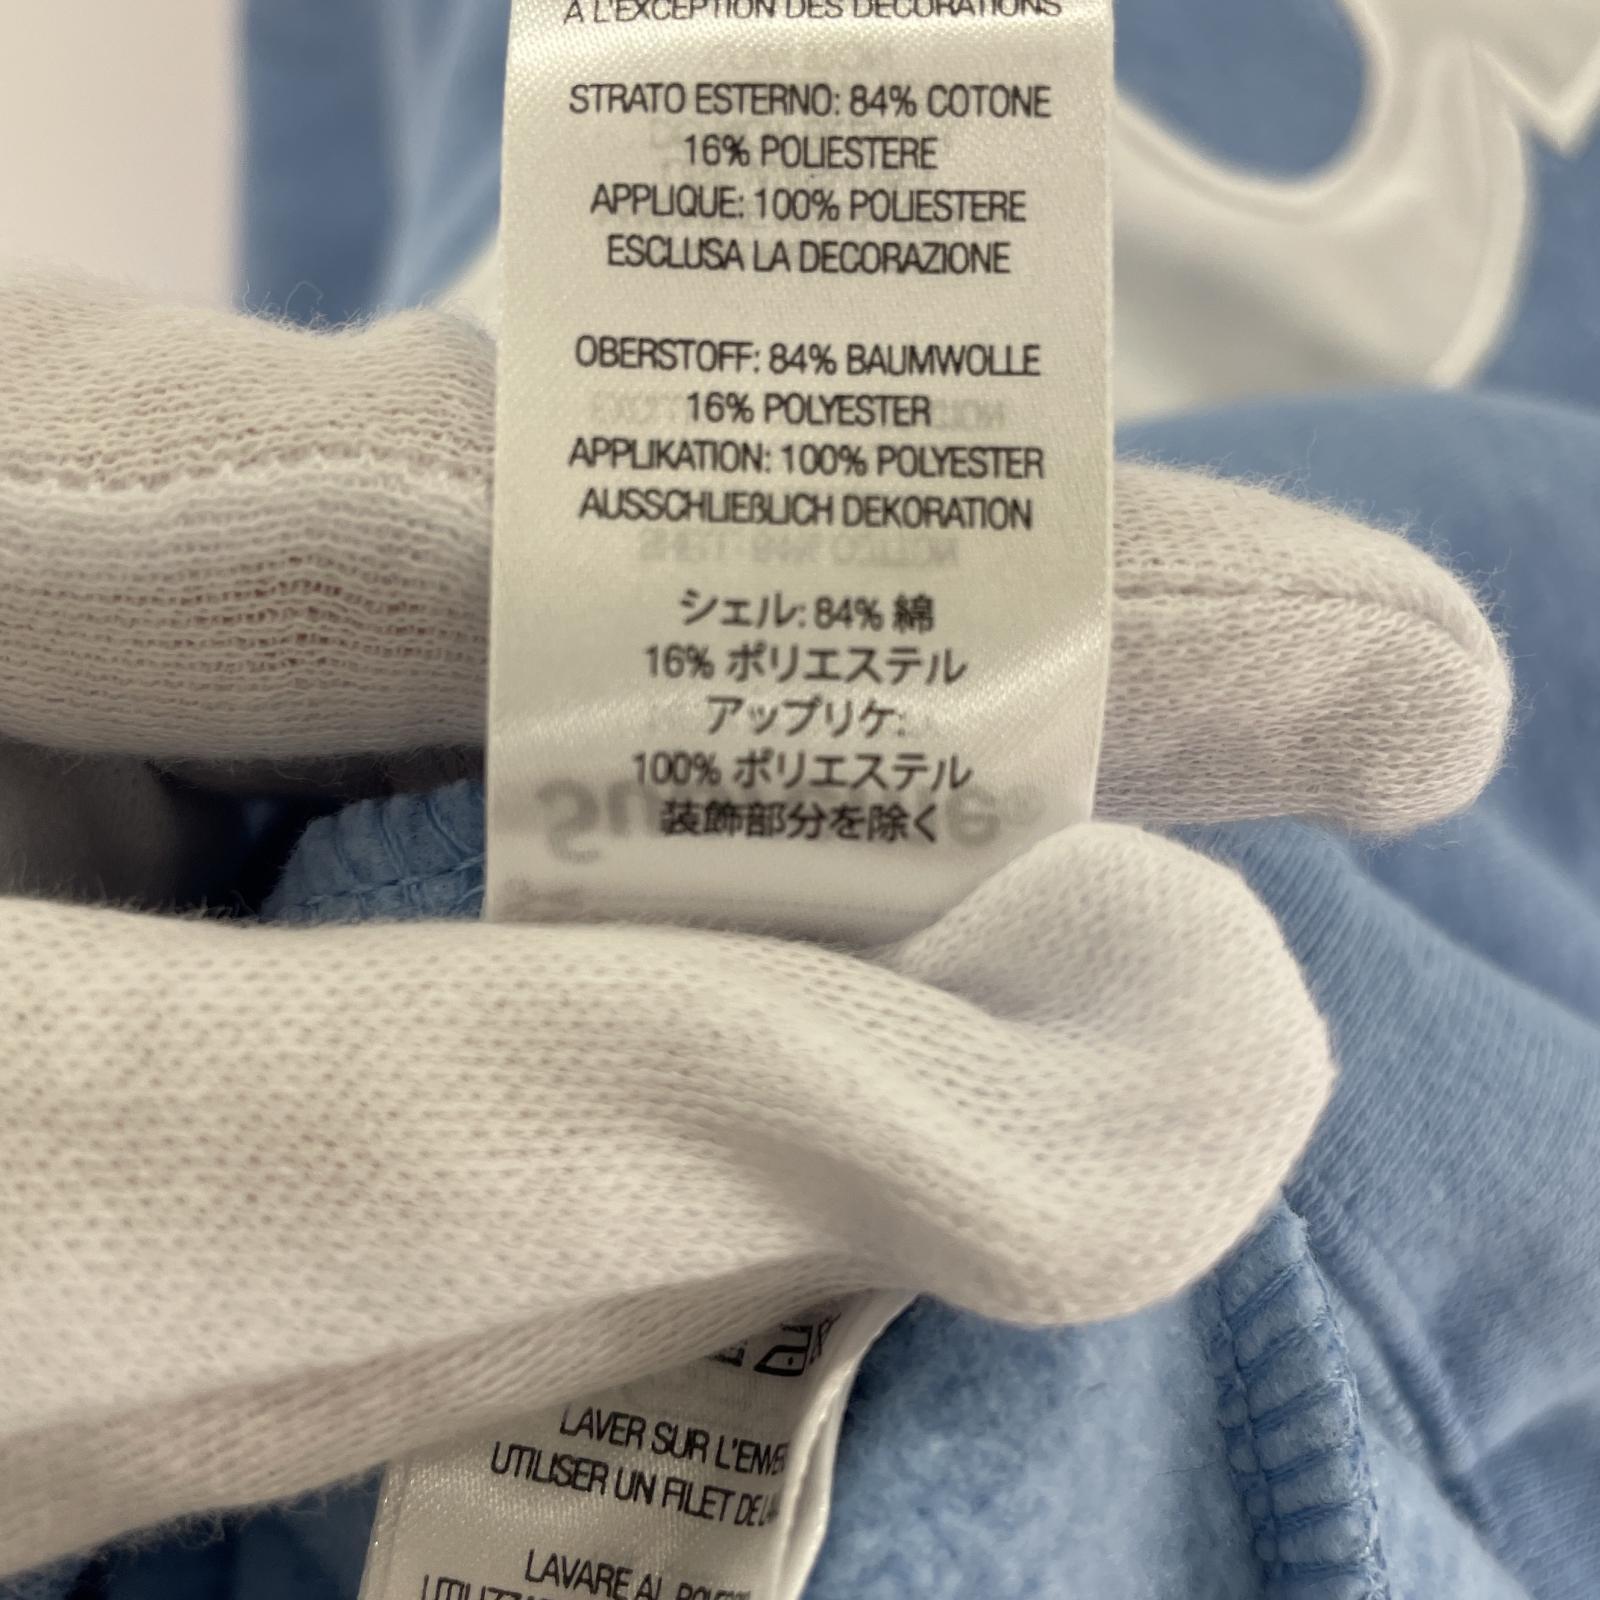 A L'EXCEPTION DES DECORATIONS
STRATO ESTERNO: 84% COTONE
16% POLIESTERE
APPLIQUE: 100% POLIESTERE
ESCLUSA LA DECORAZIONE
OBERSTOFF: 84% BAUMWOLLE
16% POLYESTER
APPLIKATION: 100% POLYESTER
AUSSCHLIEßLICH DEKORATION
シェル: 84% 綿
16% ポリエステル
アップリケ:
100% ポリエステル
装飾部分を除く
LAVER SUR L'ENVE
UTILISER UN FILET DE
LAVARE AL